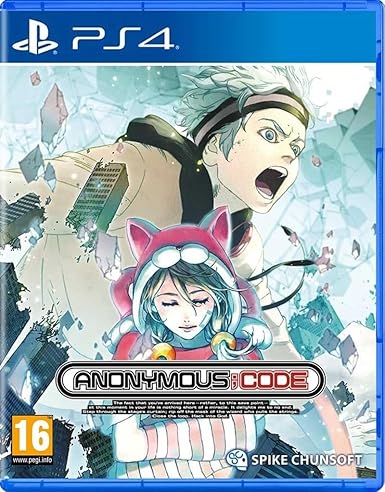 PS4
ANONYMOUS;CODE
The fact that you've arrived here—rather, to this save point—
at this moment in your life is nothing short of a miracle. It delights me to no end.
Step through the stages curtain; rip off the mask of the wizard who pulls the strings.
Close the loop. Hack into God.
16
www.pegi.info
SPIKE CHUNSOFT